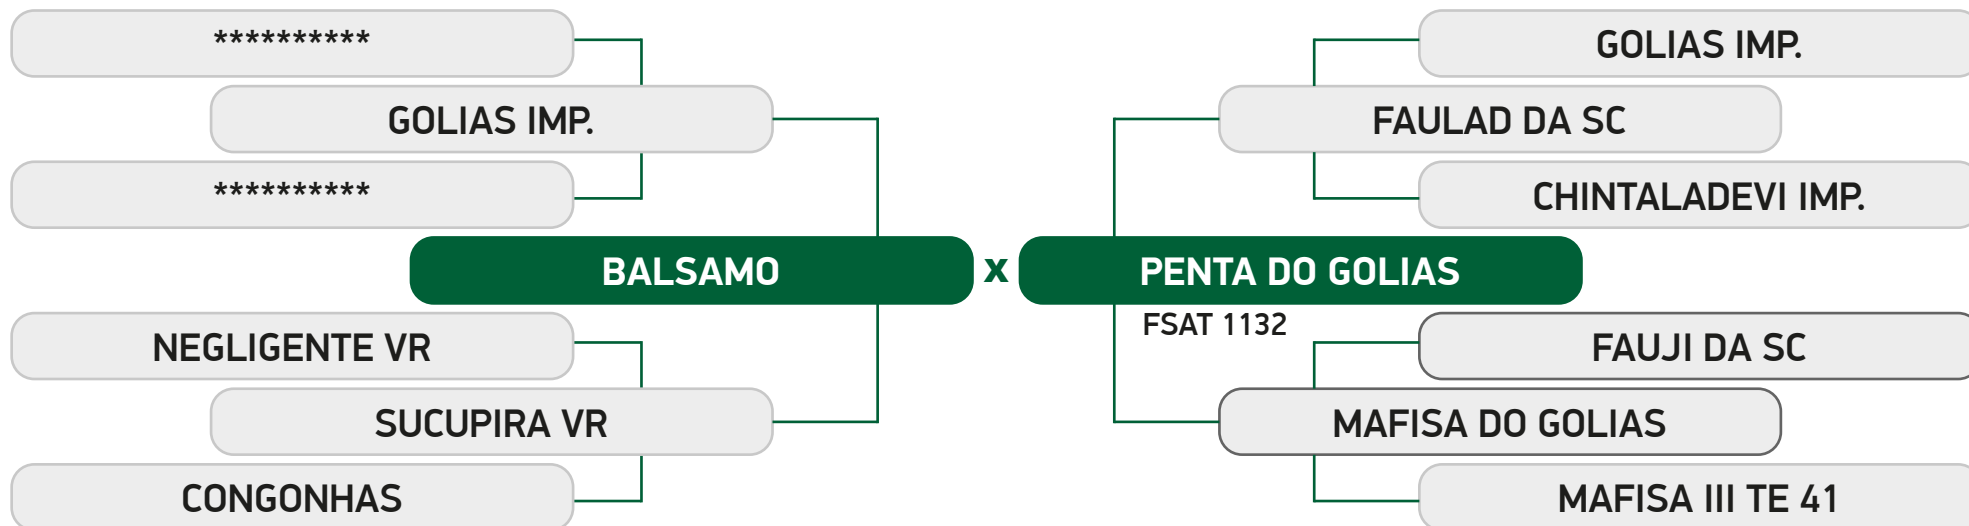 **********
GOLIAS IMP.
**********
BALSAMO
NEGLIGENTE VR
SUCUPIRA VR
CONGONHAS
x
GOLIAS IMP.
FAULAD DA SC
CHINTALADEVI IMP.
PENTA DO GOLIAS
FSAT 1132
FAUJI DA SC
MAFISA DO GOLIAS
MAFISA III TE 41